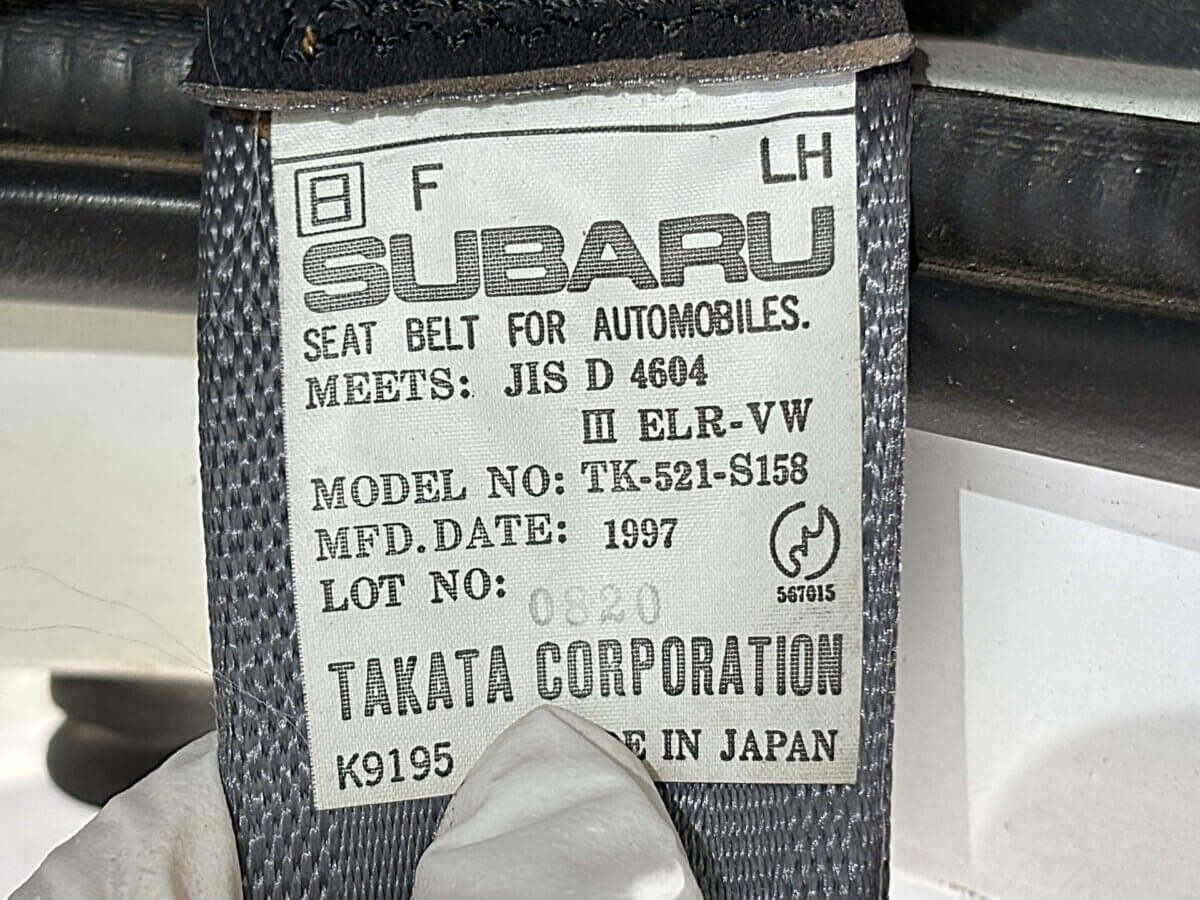 日 F LH
SUBARU
SEAT BELT FOR AUTOMOBILES.
MEETS: JIS D 4604
III ELR-VW
MODEL NO: TK-521-S158
MFD.DATE: 1997
567015
LOT NO: 0820
TAKATA CORPORATION
K9195 IN JAPAN